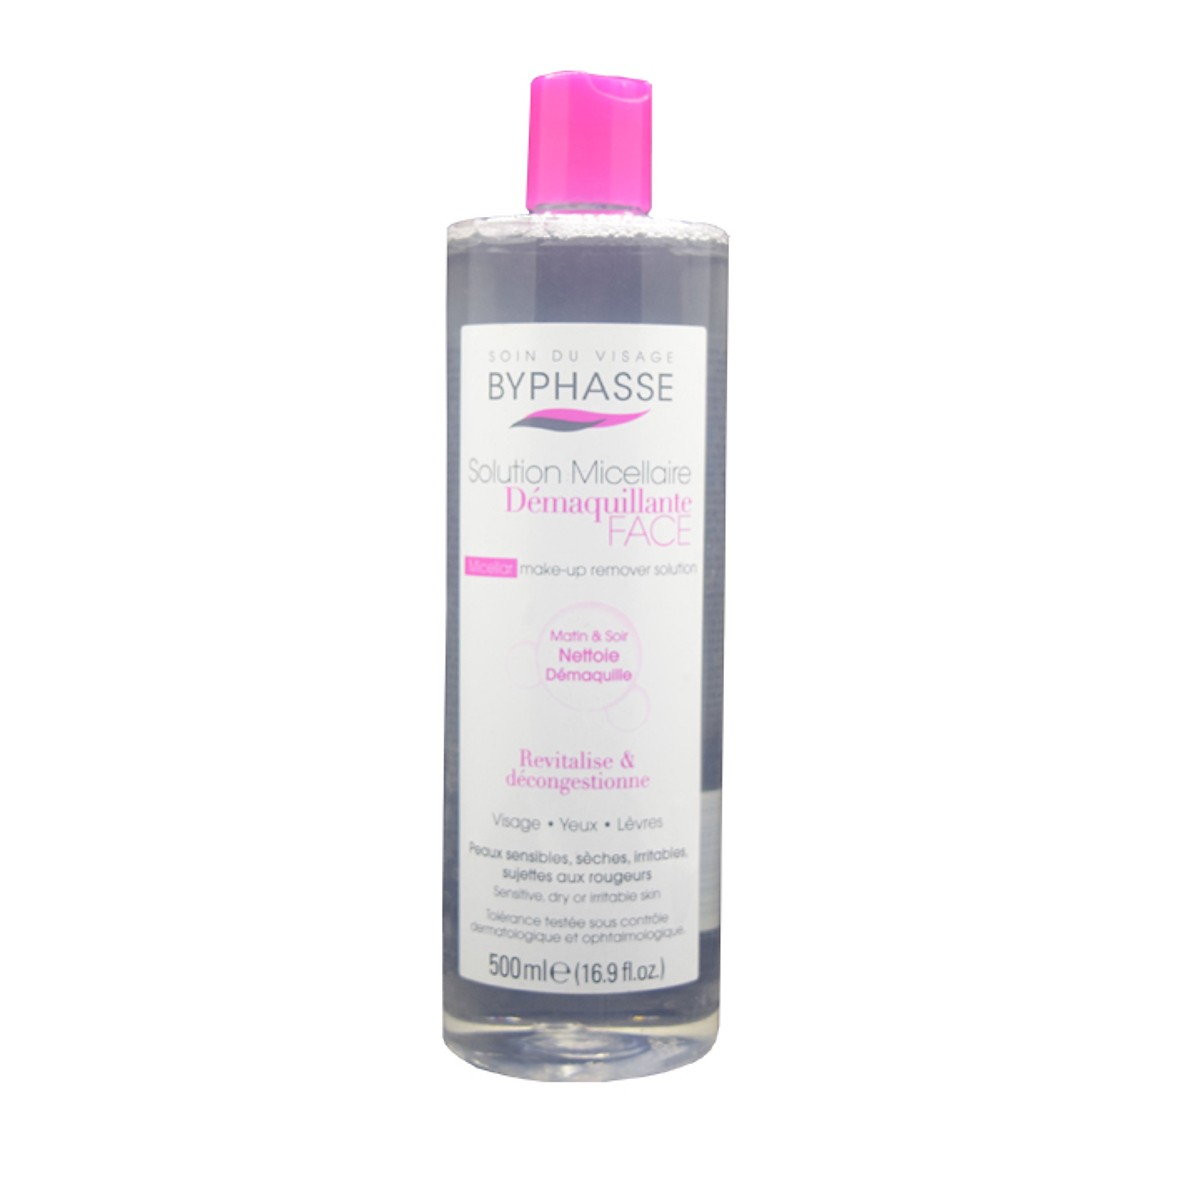 SOIN DU VISAGE
BYPHASSE
Solution Micellaire
Démaquillante
FACE
Micellar make-up remover solution
Matin & Soir
Nettoie
Démaquille
Revitalise &
décongestionne
Visage • Yeux • Lèvres
Peaux sensibles, sèches, irritables,
sujettes aux rougeurs
Sensitive, dry or irritable skin
Tolérance testée sous contrôle
dermatologique et ophtalmologique.
500ml℮(16.9 fl.oz.)